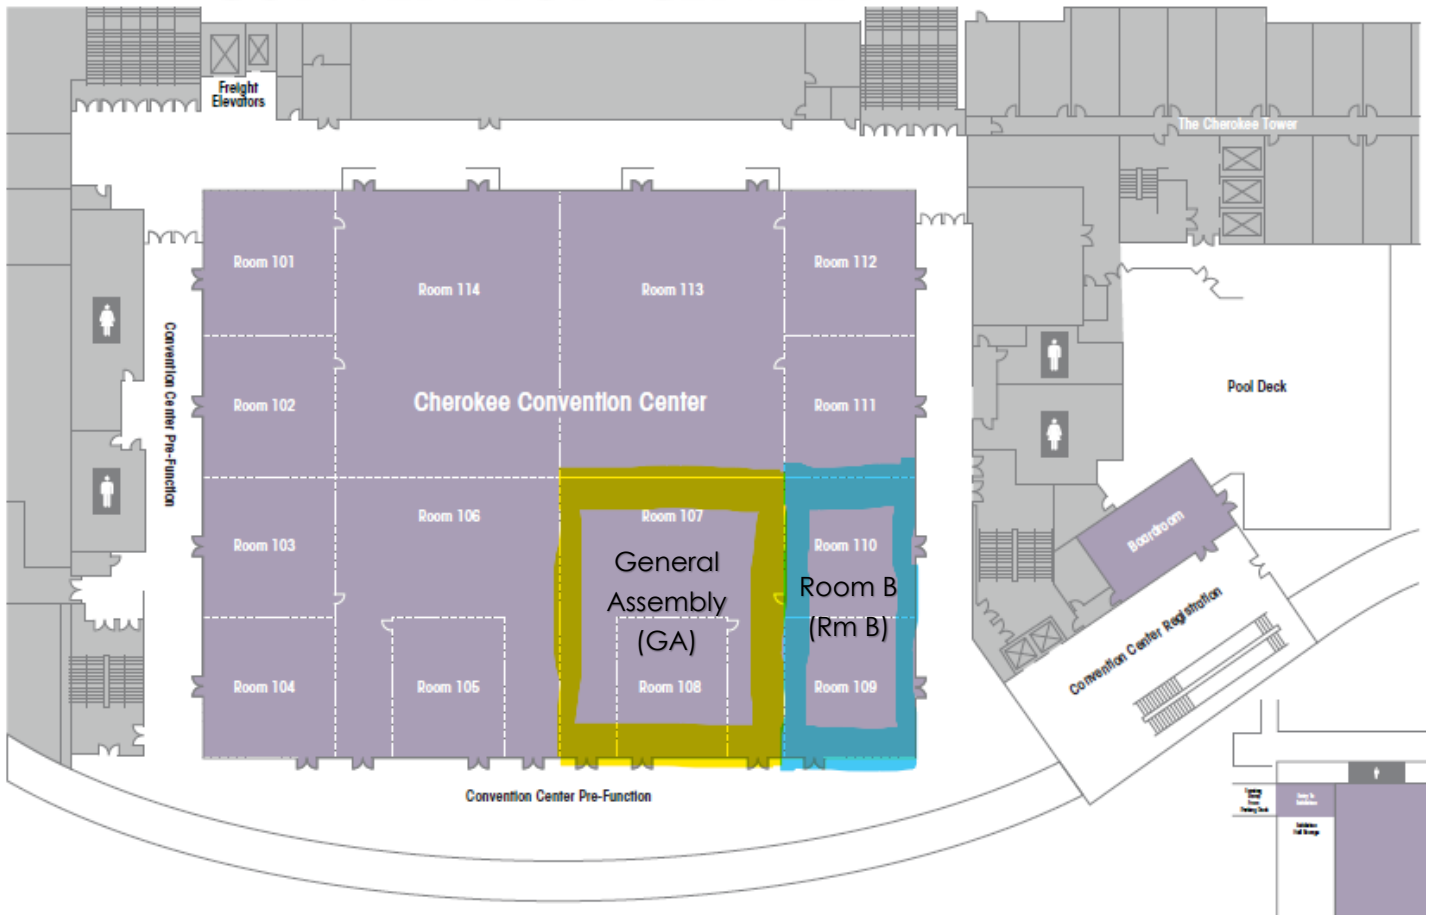 Freight
Elevators
The Cherokee Tower
Room 101
Room 114
Room 113
Room 112
Convention Center Pre-Function
Cherokee Convention Center
Room 102
Room 111
Pool Deck
Room 103
Room 106
Room 107
Room 110
General
Assembly
(GA)
Room B
(Rm B)
Boardroom
Convention Center Registration
Room 104
Room 105
Room 108
Room 109
Convention Center Pre-Function